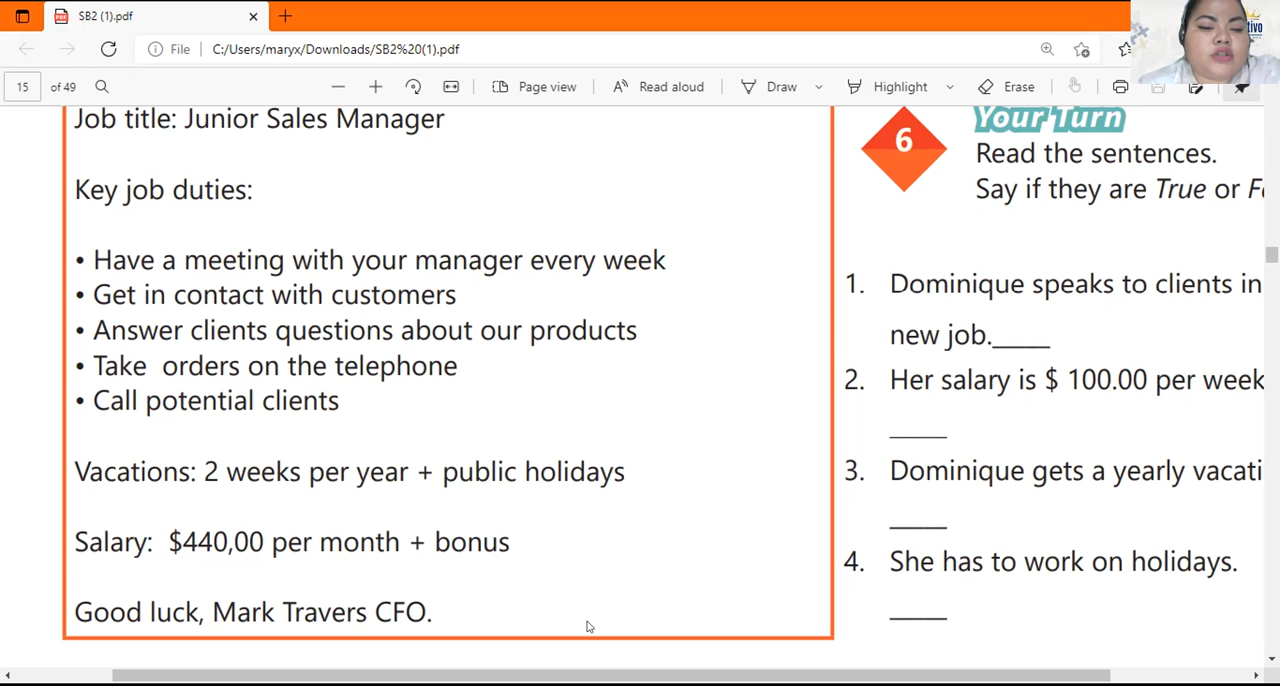 SB2 (1).pdf
File
C:/Users/maryx/Downloads/SB2%20(1).pdf
15 of 49
Page view
Read aloud
Draw
Highlight
Erase
Job title: Junior Sales Manager
Key job duties:
• Have a meeting with your manager every week
• Get in contact with customers
• Answer clients questions about our products
• Take  orders on the telephone
• Call potential clients
Vacations: 2 weeks per year + public holidays
Salary:  $440,00 per month + bonus
Good luck, Mark Travers CFO.
6
Your Turn
Read the sentences.
Say if they are True or
1. Dominique speaks to clients in
new job._____
2. Her salary is $ 100.00 per week
_____
3. Dominique gets a yearly vacati
_____
4. She has to work on holidays.
_____